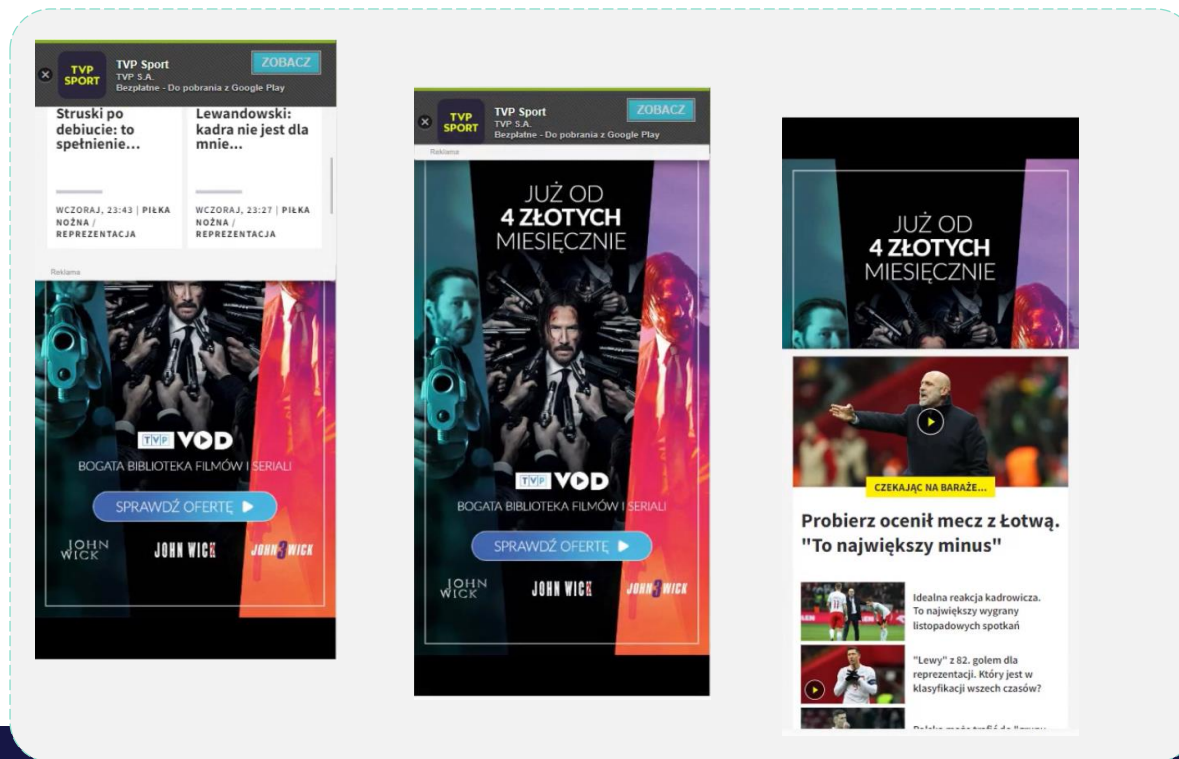 TVP SPORT
TVP Sport
TVP S.A.
Bezpłatne - Do pobrania z Google Play
ZOBACZ
Struski po
debiucie: to
spełnienie...
WCZORAJ, 23:43 | PIŁKA
NOŻNA /
REPREZENTACJA
Lewandowski:
kadra nie jest dla
mnie...
WCZORAJ, 23:27 | PIŁKA
NOŻNA /
REPREZENTACJA
Reklama
TVP VOD
BOGATA BIBLIOTEKA FILMÓW I SERIALI
SPRAWDŹ OFERTĘ
JOHN
WICK
JOHN WICK
JOHN 3 WICK
TVP SPORT
TVP Sport
TVP S.A.
Bezpłatne - Do pobrania z Google Play
ZOBACZ
Reklama
JUŻ OD
4 ZŁOTYCH
MIESIĘCZNIE
TVP VOD
BOGATA BIBLIOTEKA FILMÓW I SERIALI
SPRAWDŹ OFERTĘ
JOHN
WICK
JOHN WICK
JOHN 3 WICK
JUŻ OD
4 ZŁOTYCH
MIESIĘCZNIE
CZEKAJĄC NA BARAŻE...
Probierz ocenił mecz z Łotwą.
"To największy minus"
Idealna reakcja kadrowicza.
To największy wygrany
listopadowych spotkań
"Lewy" z 82. golem dla
reprezentacji. Który jest w
klasyfikacji wszech czasów?